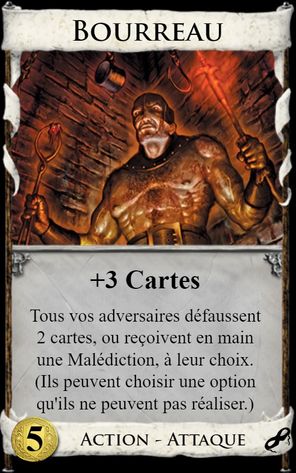 BOURREAU
+3 Cartes
Tous vos adversaires défaussent
2 cartes, ou reçoivent en main
une Malédiction, à leur choix.
(Ils peuvent choisir une option
qu'ils ne peuvent pas réaliser.)
5
ACTION - ATTAQUE